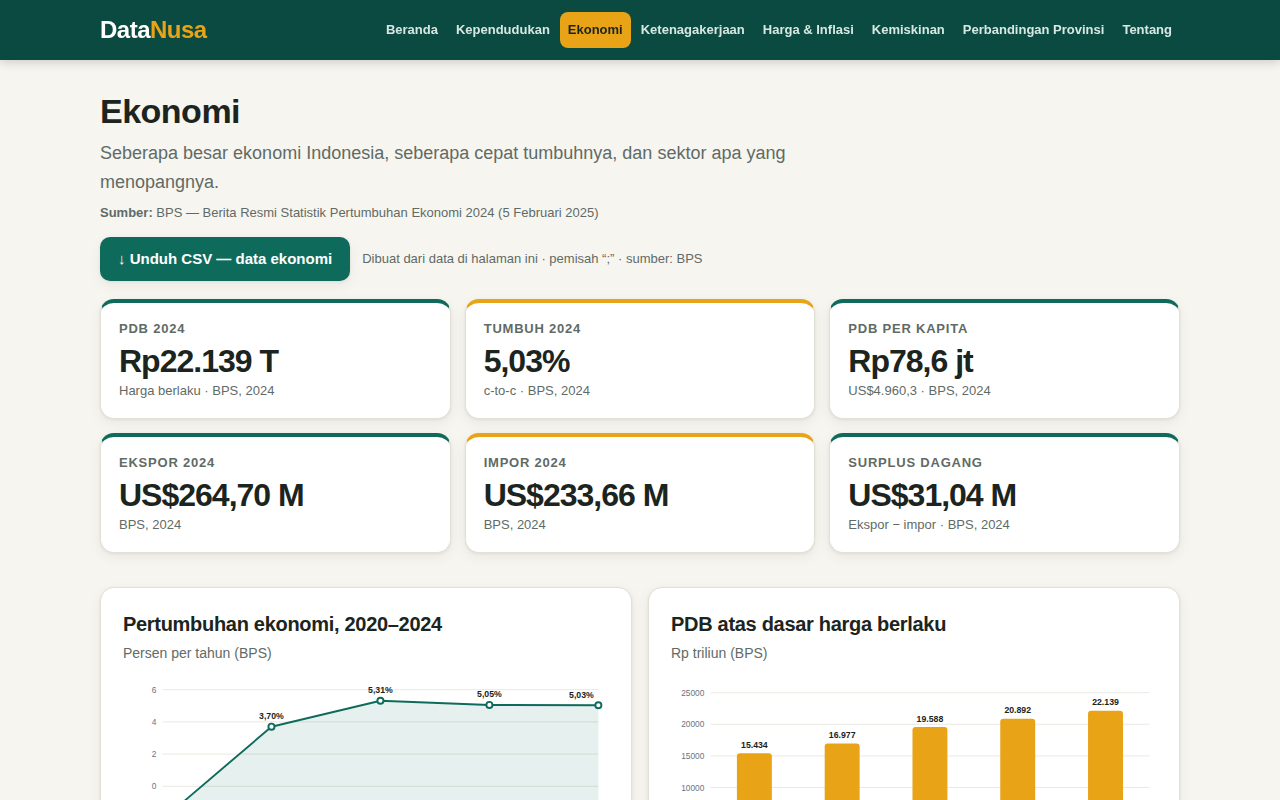 DataNusa
Beranda Kependudukan Ekonomi Ketenagakerjaan Harga & Inflasi Kemiskinan Perbandingan Provinsi Tentang
Ekonomi
Seberapa besar ekonomi Indonesia, seberapa cepat tumbuhnya, dan sektor apa yang
menopangnya.
Sumber: BPS — Berita Resmi Statistik Pertumbuhan Ekonomi 2024 (5 Februari 2025)
↓ Unduh CSV — data ekonomi
Dibuat dari data di halaman ini · pemisah “;” · sumber: BPS
PDB 2024
Rp22.139 T
Harga berlaku · BPS, 2024
TUMBUH 2024
5,03%
c-to-c · BPS, 2024
PDB PER KAPITA
Rp78,6 jt
US$4.960,3 · BPS, 2024
EKSPOR 2024
US$264,70 M
BPS, 2024
IMPOR 2024
US$233,66 M
BPS, 2024
SURPLUS DAGANG
US$31,04 M
Ekspor − impor · BPS, 2024
Pertumbuhan ekonomi, 2020–2024
Persen per tahun (BPS)
6
4
2
0
3,70%
5,31%
5,05%
5,03%
PDB atas dasar harga berlaku
Rp triliun (BPS)
25000
20000
15000
10000
15.434
16.977
19.588
20.892
22.139